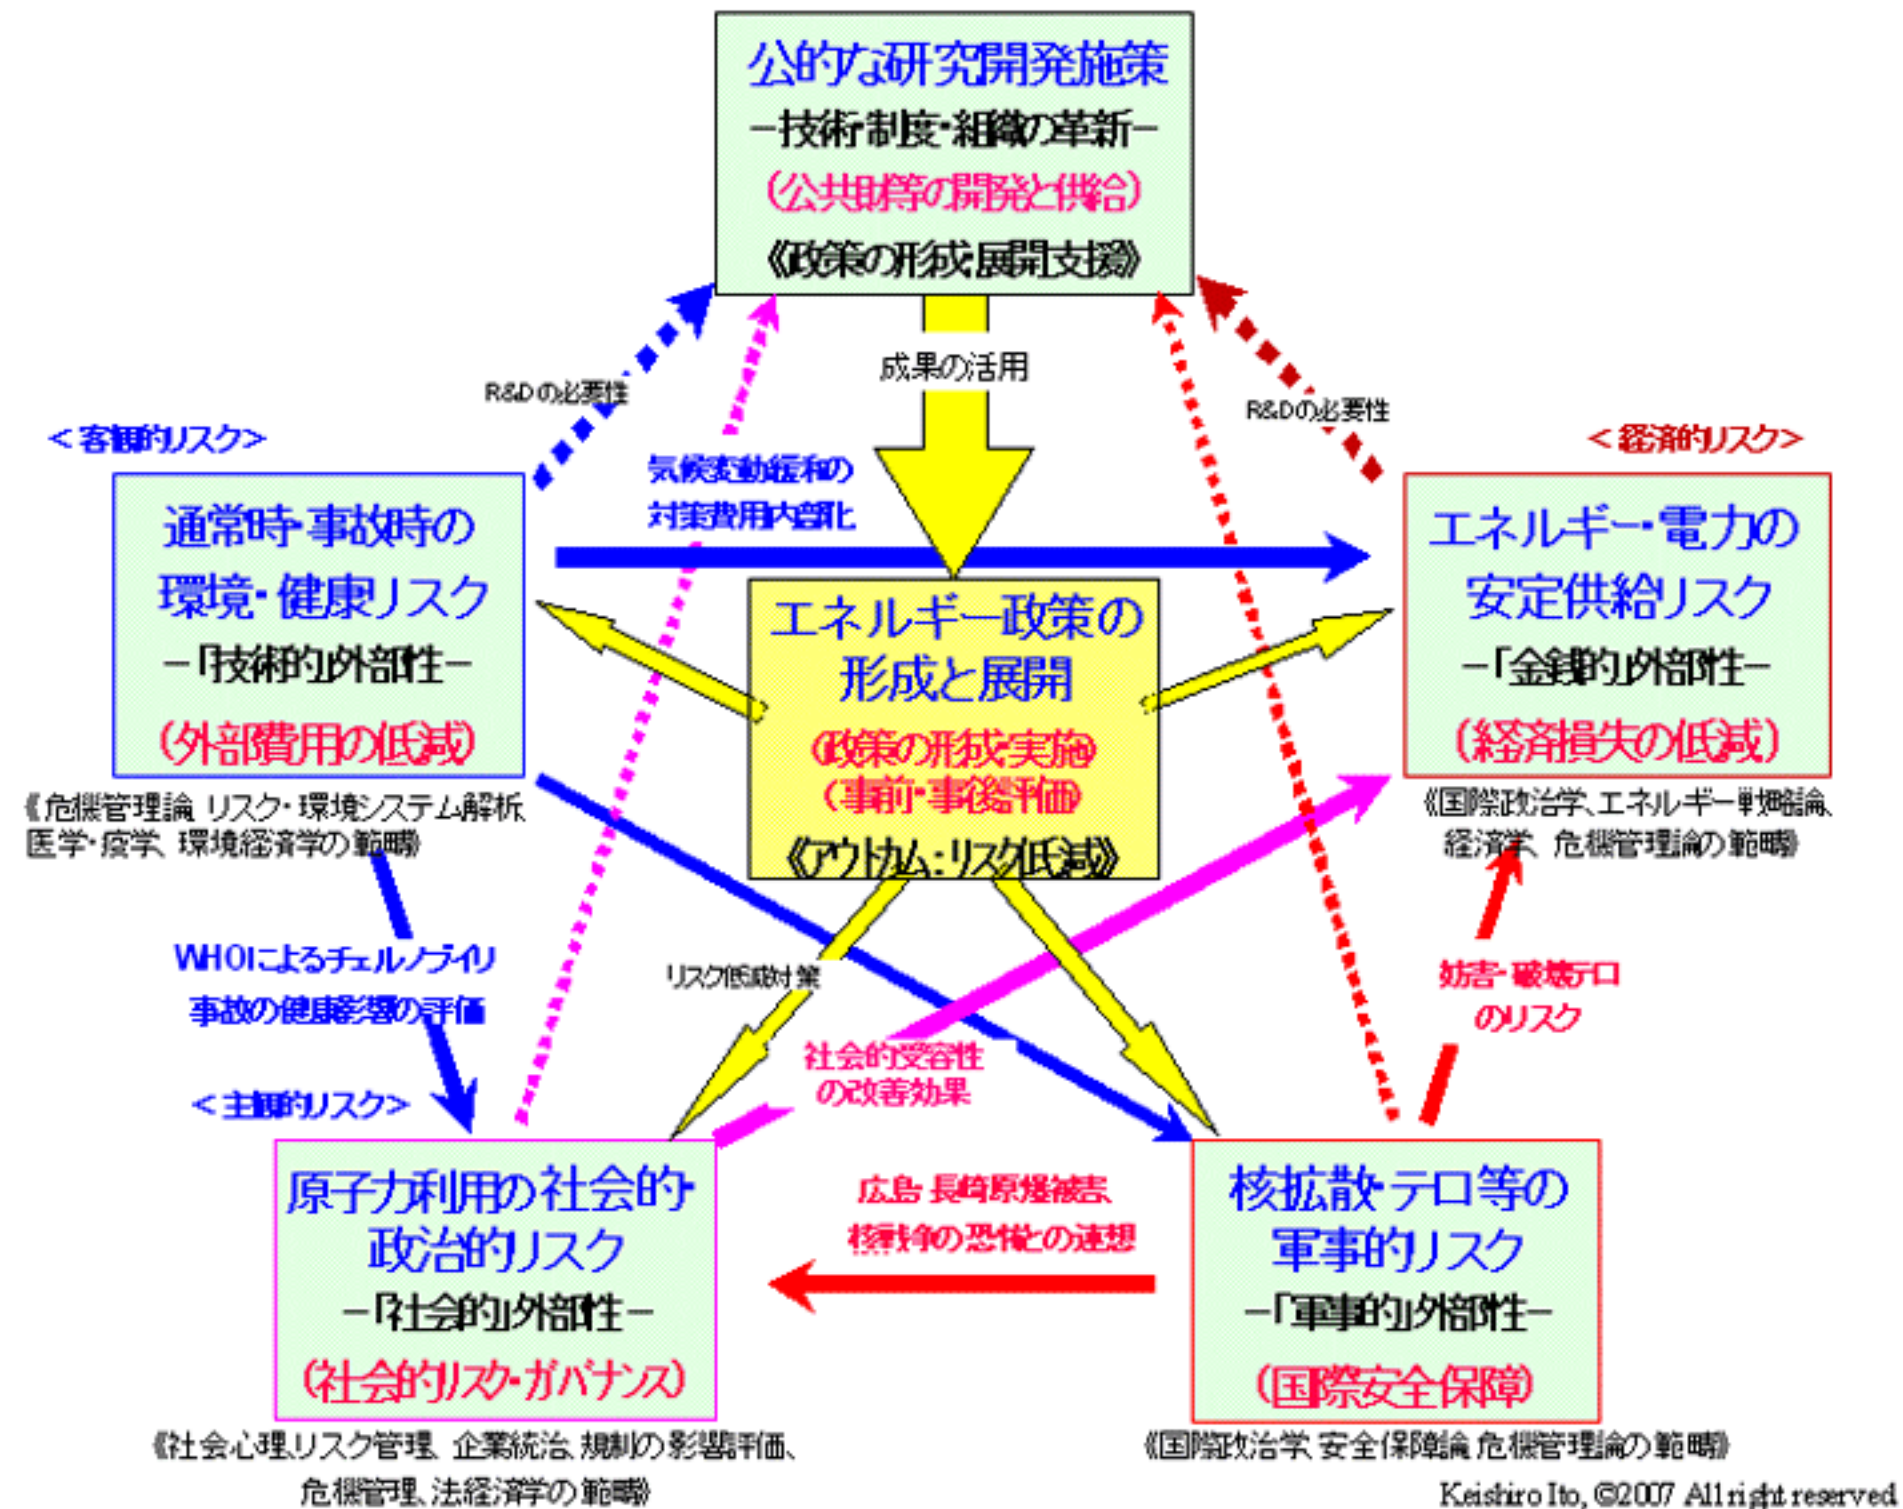 公的な研究開発施策
－技術・制度・組織の革新－
(公共財等の開発と供給)
《政策の形成・展開支援》
成果の活用
R&Dの必要性
R&Dの必要性
＜客観的リスク＞
＜経済的リスク＞
気候変動緩和の
対策費用内部化
通常時・事故時の
環境・健康リスク
－「技術的」外部性－
(外部費用の低減)
《危機管理論、リスク・環境システム解析、
医学・疫学、環境経済学の範疇》
エネルギー・電力の
安定供給リスク
－「金銭的」外部性－
(経済損失の低減)
《国際政治学、エネルギー戦略論、
経済学、危機管理論の範疇》
エネルギー政策の
形成と展開
(政策の形成・実施)
(事前・事後評価)
《アウトカム：リスク低減》
WHOによるチェルノブイリ
事故の健康影響の評価
リスク低減対策
妨害・破壊テロ
のリスク
社会的受容性
の改善効果
＜主観的リスク＞
原子力利用の社会的・
政治的リスク
－「社会的」外部性－
(社会的リスク・ガバナンス)
《社会心理、リスク管理、企業統治、規制の影響評価、
危機管理、法経済学の範疇》
広島・長崎原爆被害、
核戦争の恐怖との連想
核拡散・テロ等の
軍事的リスク
－「軍事的」外部性－
(国際安全保障)
《国際政治学、安全保障論、危機管理論の範疇》
Keishiro Ito, ©2007 All right reserved